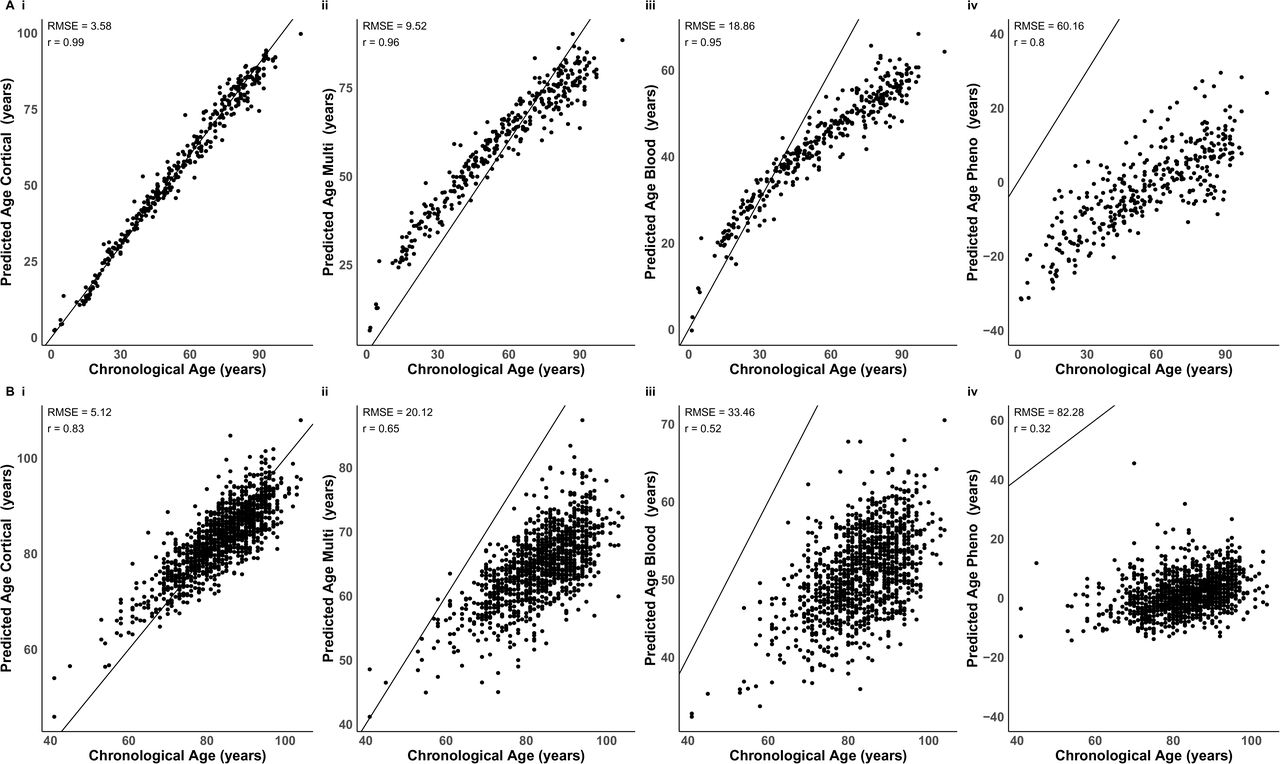 A i
RMSE = 3.58
r = 0.99
100
75
50
25
0
Predicted Age Cortical (years)
0 30 60 90
Chronological Age (years)
ii
RMSE = 9.52
r = 0.96
75
50
25
Predicted Age Multi (years)
0 30 60 90
Chronological Age (years)
iii
RMSE = 18.86
r = 0.95
60
40
20
0
Predicted Age Blood (years)
0 30 60 90
Chronological Age (years)
iv
RMSE = 60.16
r = 0.8
40
20
0
−20
−40
Predicted Age Pheno (years)
0 30 60 90
Chronological Age (years)
B i
RMSE = 5.12
r = 0.83
100
80
60
Predicted Age Cortical (years)
40 60 80 100
Chronological Age (years)
ii
RMSE = 20.12
r = 0.65
80
70
60
50
40
Predicted Age Multi (years)
40 60 80 100
Chronological Age (years)
iii
RMSE = 33.46
r = 0.52
70
60
50
40
Predicted Age Blood (years)
40 60 80 100
Chronological Age (years)
iv
RMSE = 82.28
r = 0.32
60
40
20
0
−20
−40
Predicted Age Pheno (years)
40 60 80 100
Chronological Age (years)